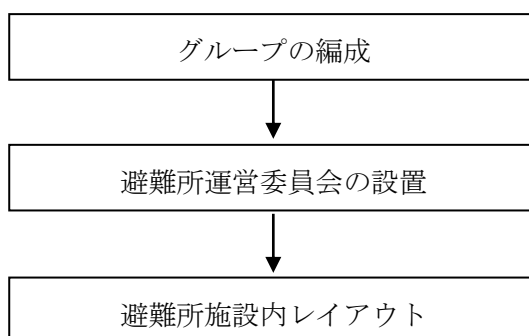 グループの編成
避難所運営委員会の設置
避難所施設内レイアウト